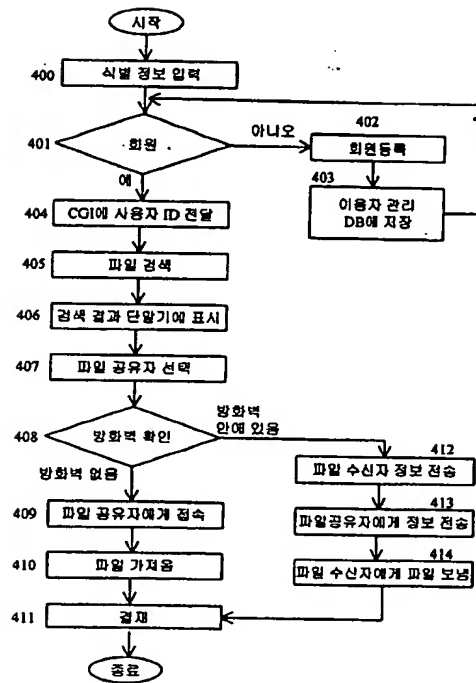 시작
400 식별 정보 입력
401 회원
아니오
402
회원등록
403
이용자 관리
DB에 저장
예
404 CGI에 사용자 ID 전달
405 파일 검색
406 검색 결과 단말기에 표시
407 파일 공유자 선택
408 방화벽 확인
방화벽
안에 있음
방화벽 없음
412
파일 수신자 정보 전송
409 파일 공유자에게 접속
413
파일공유자에게 정보 전송
410 파일 가져옴
414
파일 수신자에게 파일 보냄
411 결재
종료